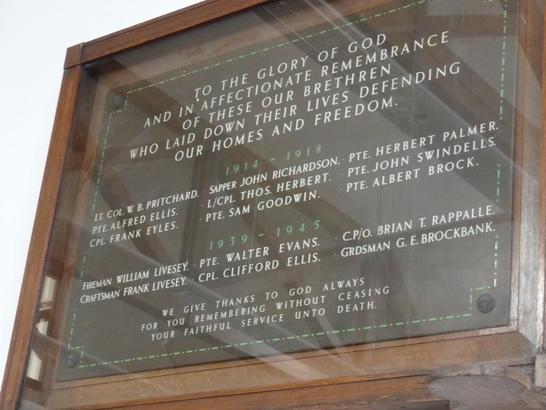 TO THE GLORY OF GOD
AND IN AFFECTIONATE REMEMBRANCE
OF THESE OUR BRETHREN
WHO LAID DOWN THEIR LIVES DEFENDING
OUR HOMES AND FREEDOM.
1914 - 1918
LT. COL. W. B. PRITCHARD. SAPPER JOHN RICHARDSON. PTE. HERBERT PALMER.
PTE. ALFRED ELLIS. L/CPL. THOS. HERBERT. PTE. JOHN SWINDELLS.
CPL. FRANK EYLES. PTE. SAM GOODWIN. PTE. ALBERT BROCK.
1939 - 1945
FIREMAN WILLIAM LIVESEY. PTE. WALTER EVANS. C.P/O. BRIAN T. RAPPALLE.
CRAFTSMAN FRANK LIVESEY. CPL. CLIFFORD ELLIS. GRDSMAN G. E. BROCKBANK.
WE GIVE THANKS TO GOD ALWAYS
FOR YOU REMEMBERING WITHOUT CEASING
YOUR FAITHFUL SERVICE UNTO DEATH.